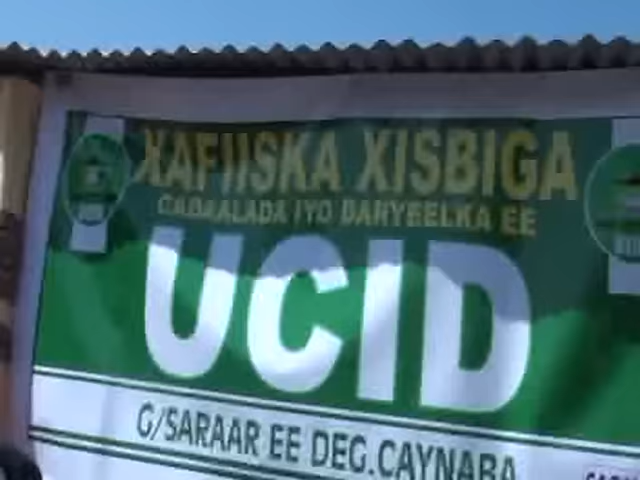 XAFIISKA XISBIGA
CADAALADA IYO DARYEELKA EE
UCID
G/SARAAR EE DEG.CAYNABA